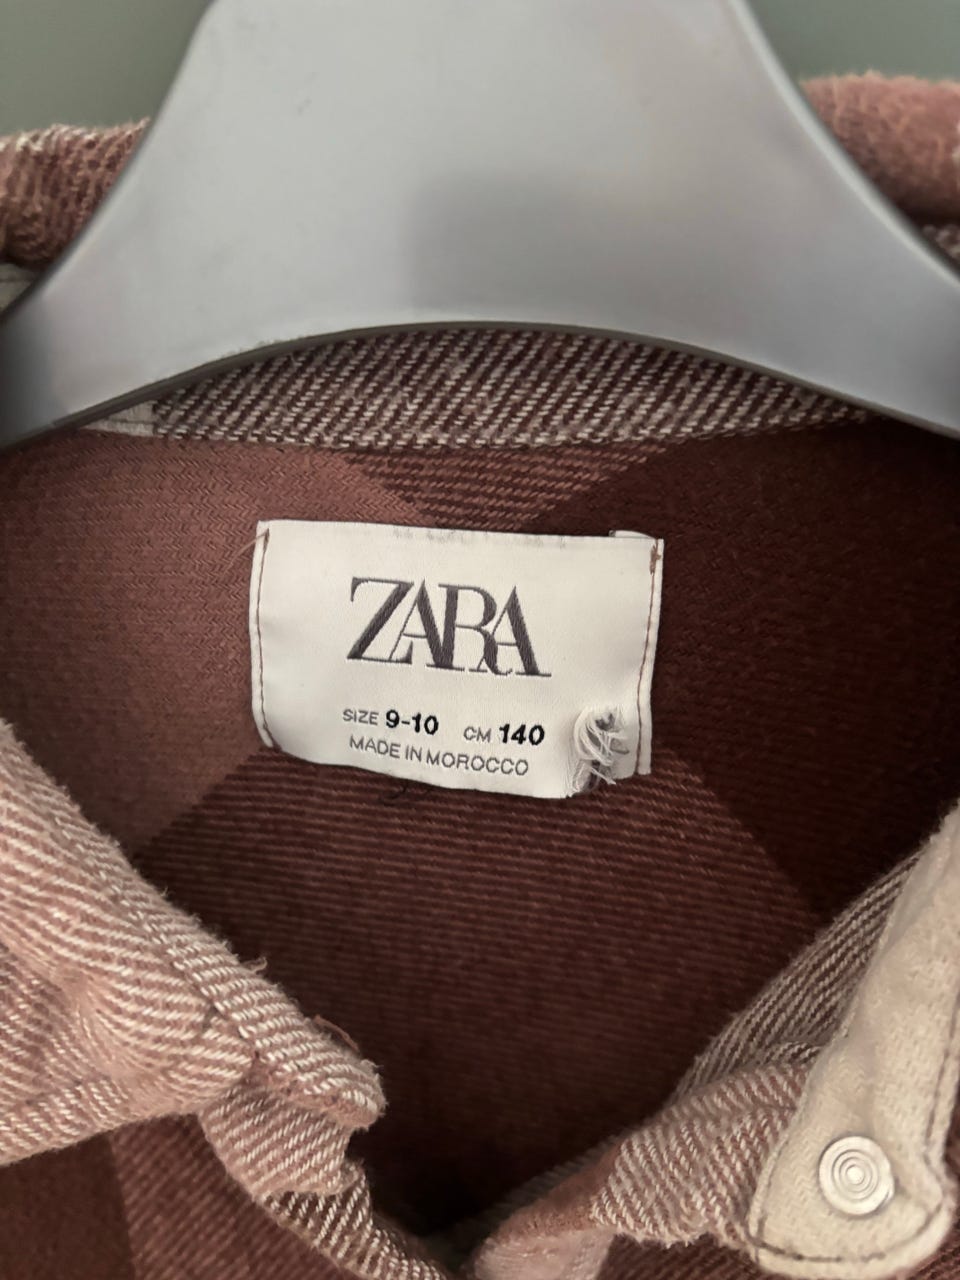 ZARA
SIZE 9-10 CM 140
MADE IN MOROCCO